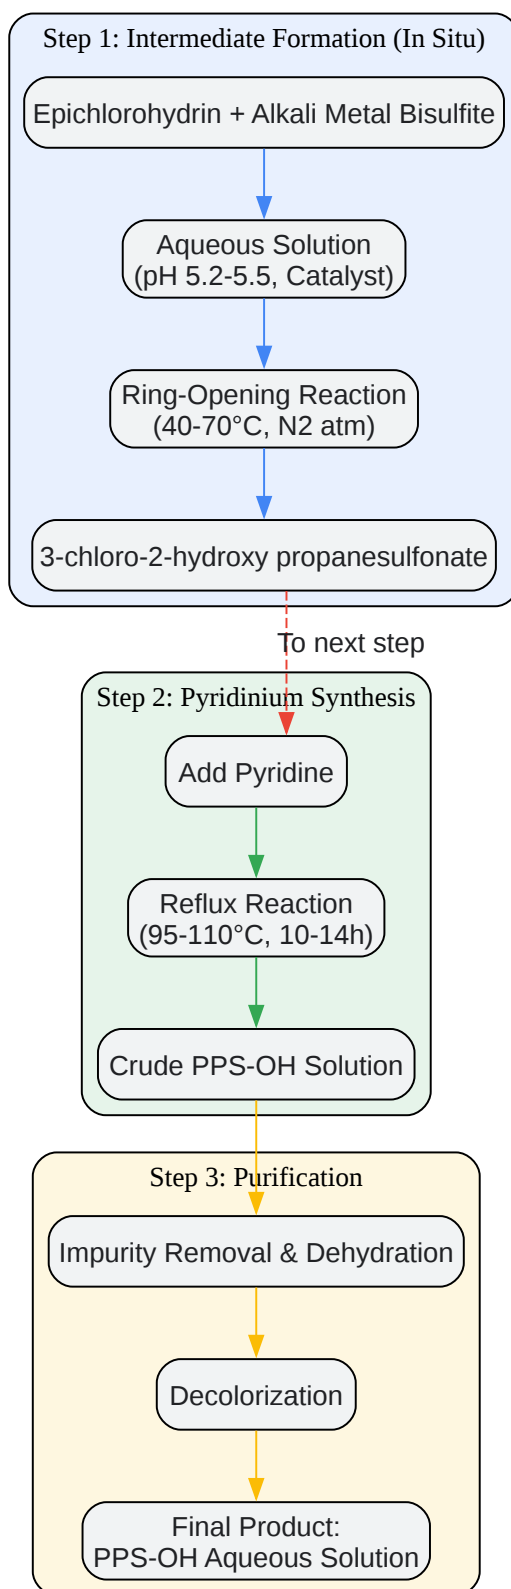 Step 1: Intermediate Formation (In Situ)
Epichlorohydrin + Alkali Metal Bisulfite
Aqueous Solution
(pH 5.2-5.5, Catalyst)
Ring-Opening Reaction
(40-70°C, N2 atm)
3-chloro-2-hydroxy propanesulfonate
To next step
Step 2: Pyridinium Synthesis
Add Pyridine
Reflux Reaction
(95-110°C, 10-14h)
Crude PPS-OH Solution
Step 3: Purification
Impurity Removal & Dehydration
Decolorization
Final Product:
PPS-OH Aqueous Solution